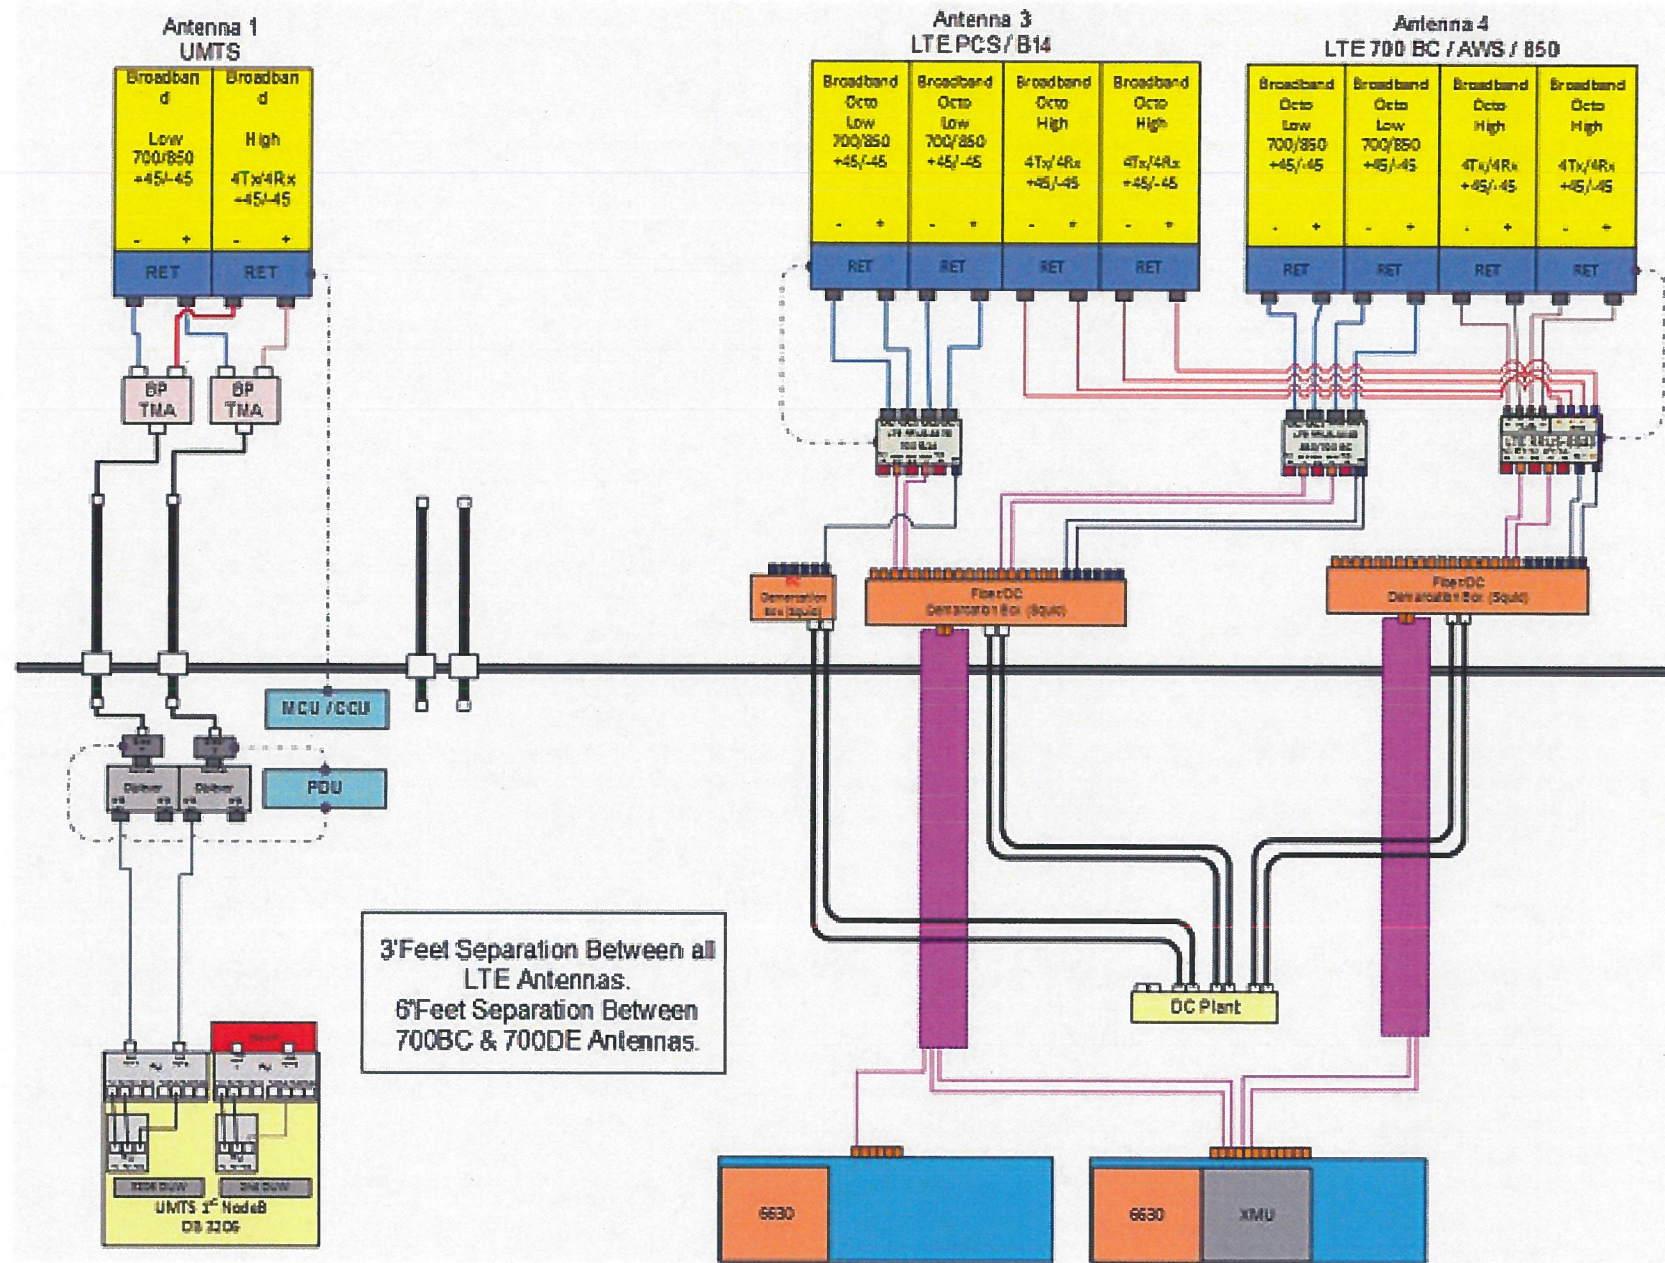 Antenna 1
UMTS
Broadban
d
Low
700/850
+45/-45
- +
RET
Broadban
d
High
4Tx/4Rx
+45/-45
- +
RET
BP
TMA
BP
TMA
MCU / CCU
PDU
Diplexer
Diplexer
UMTS 1st NodeB
Antenna 3
LTE PCS / B14
Broadband
Octo
Low
700/850
+45/-45
- +
RET
Broadband
Octo
Low
700/850
+45/-45
- +
RET
Broadband
Octo
High
4Tx/4Rx
+45/-45
- +
RET
Broadband
Octo
High
4Tx/4Rx
+45/-45
- +
RET
Antenna 4
LTE 700 BC / AWS / 850
Broadband
Octo
Low
700/850
+45/-45
- +
RET
Broadband
Octo
Low
700/850
+45/-45
- +
RET
Broadband
Octo
High
4Tx/4Rx
+45/-45
- +
RET
Broadband
Octo
High
4Tx/4Rx
+45/-45
- +
RET
DC
Demarcation
Box (Squid)
Fiber/DC
Demarcation Box (Squid)
Fiber/DC
Demarcation Box (Squid)
3'Feet Separation Between all
LTE Antennas.
6'Feet Separation Between
700BC & 700DE Antennas.
DC Plant
6630
6630
XMU